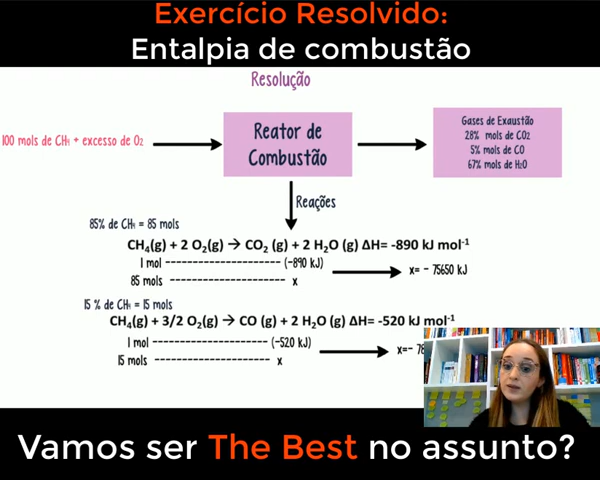 Exercício Resolvido:
Entalpia de combustão
Resolução
100 mols de CH₄ + excesso de O₂
Reator de
Combustão
Gases de Exaustão
28% mols de CO₂
5% mols de CO
67% mols de H₂O
Reações
85% de CH₄ = 85 mols
CH₄(g) + 2 O₂(g) → CO₂ (g) + 2 H₂O (g) ΔH= -890 kJ mol⁻¹
1 mol --------------------- (-890 kJ)
85 mols --------------------- x
x= - 75650 kJ
15 % de CH₄ = 15 mols
CH₄(g) + 3/2 O₂(g) → CO (g) + 2 H₂O (g) ΔH= -520 kJ mol⁻¹
1 mol --------------------- (-520 kJ)
15 mols --------------------- x
x=- 78
Vamos ser The Best no assunto?